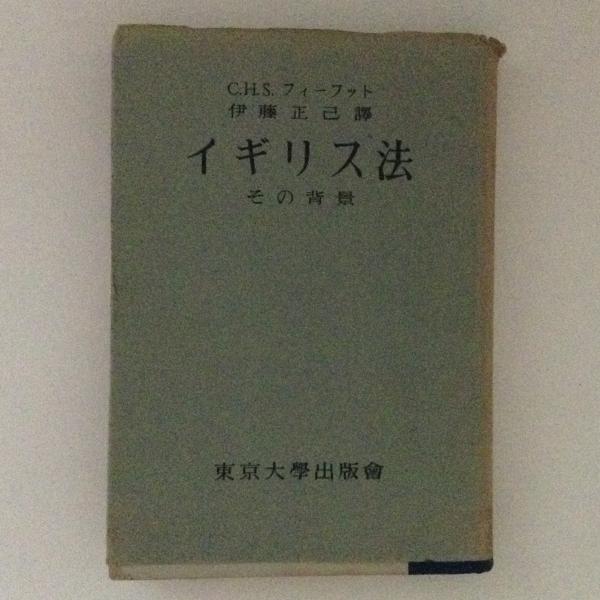 C.H.S. フィーフット
伊藤正己譯
イギリス法
その背景
東京大學出版會